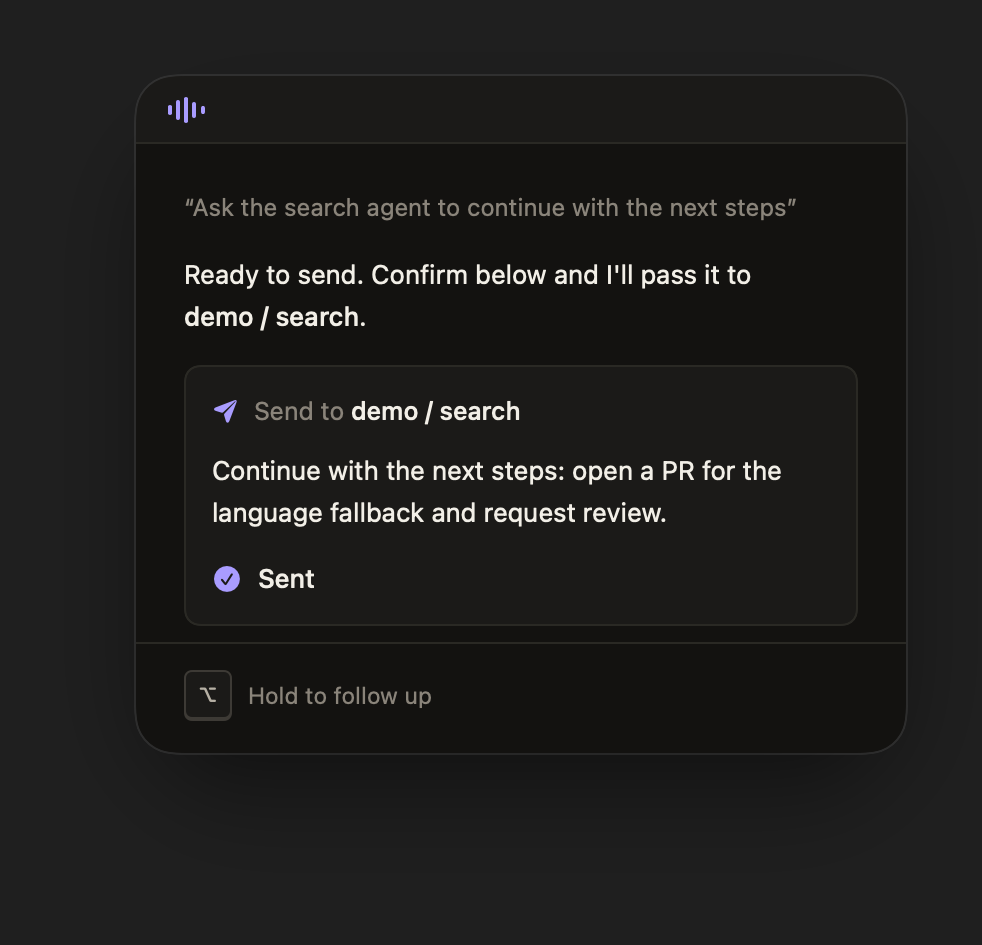 “Ask the search agent to continue with the next steps”
Ready to send. Confirm below and I'll pass it to
demo / search.
Send to demo / search
Continue with the next steps: open a PR for the
language fallback and request review.
Sent
⌥ Hold to follow up